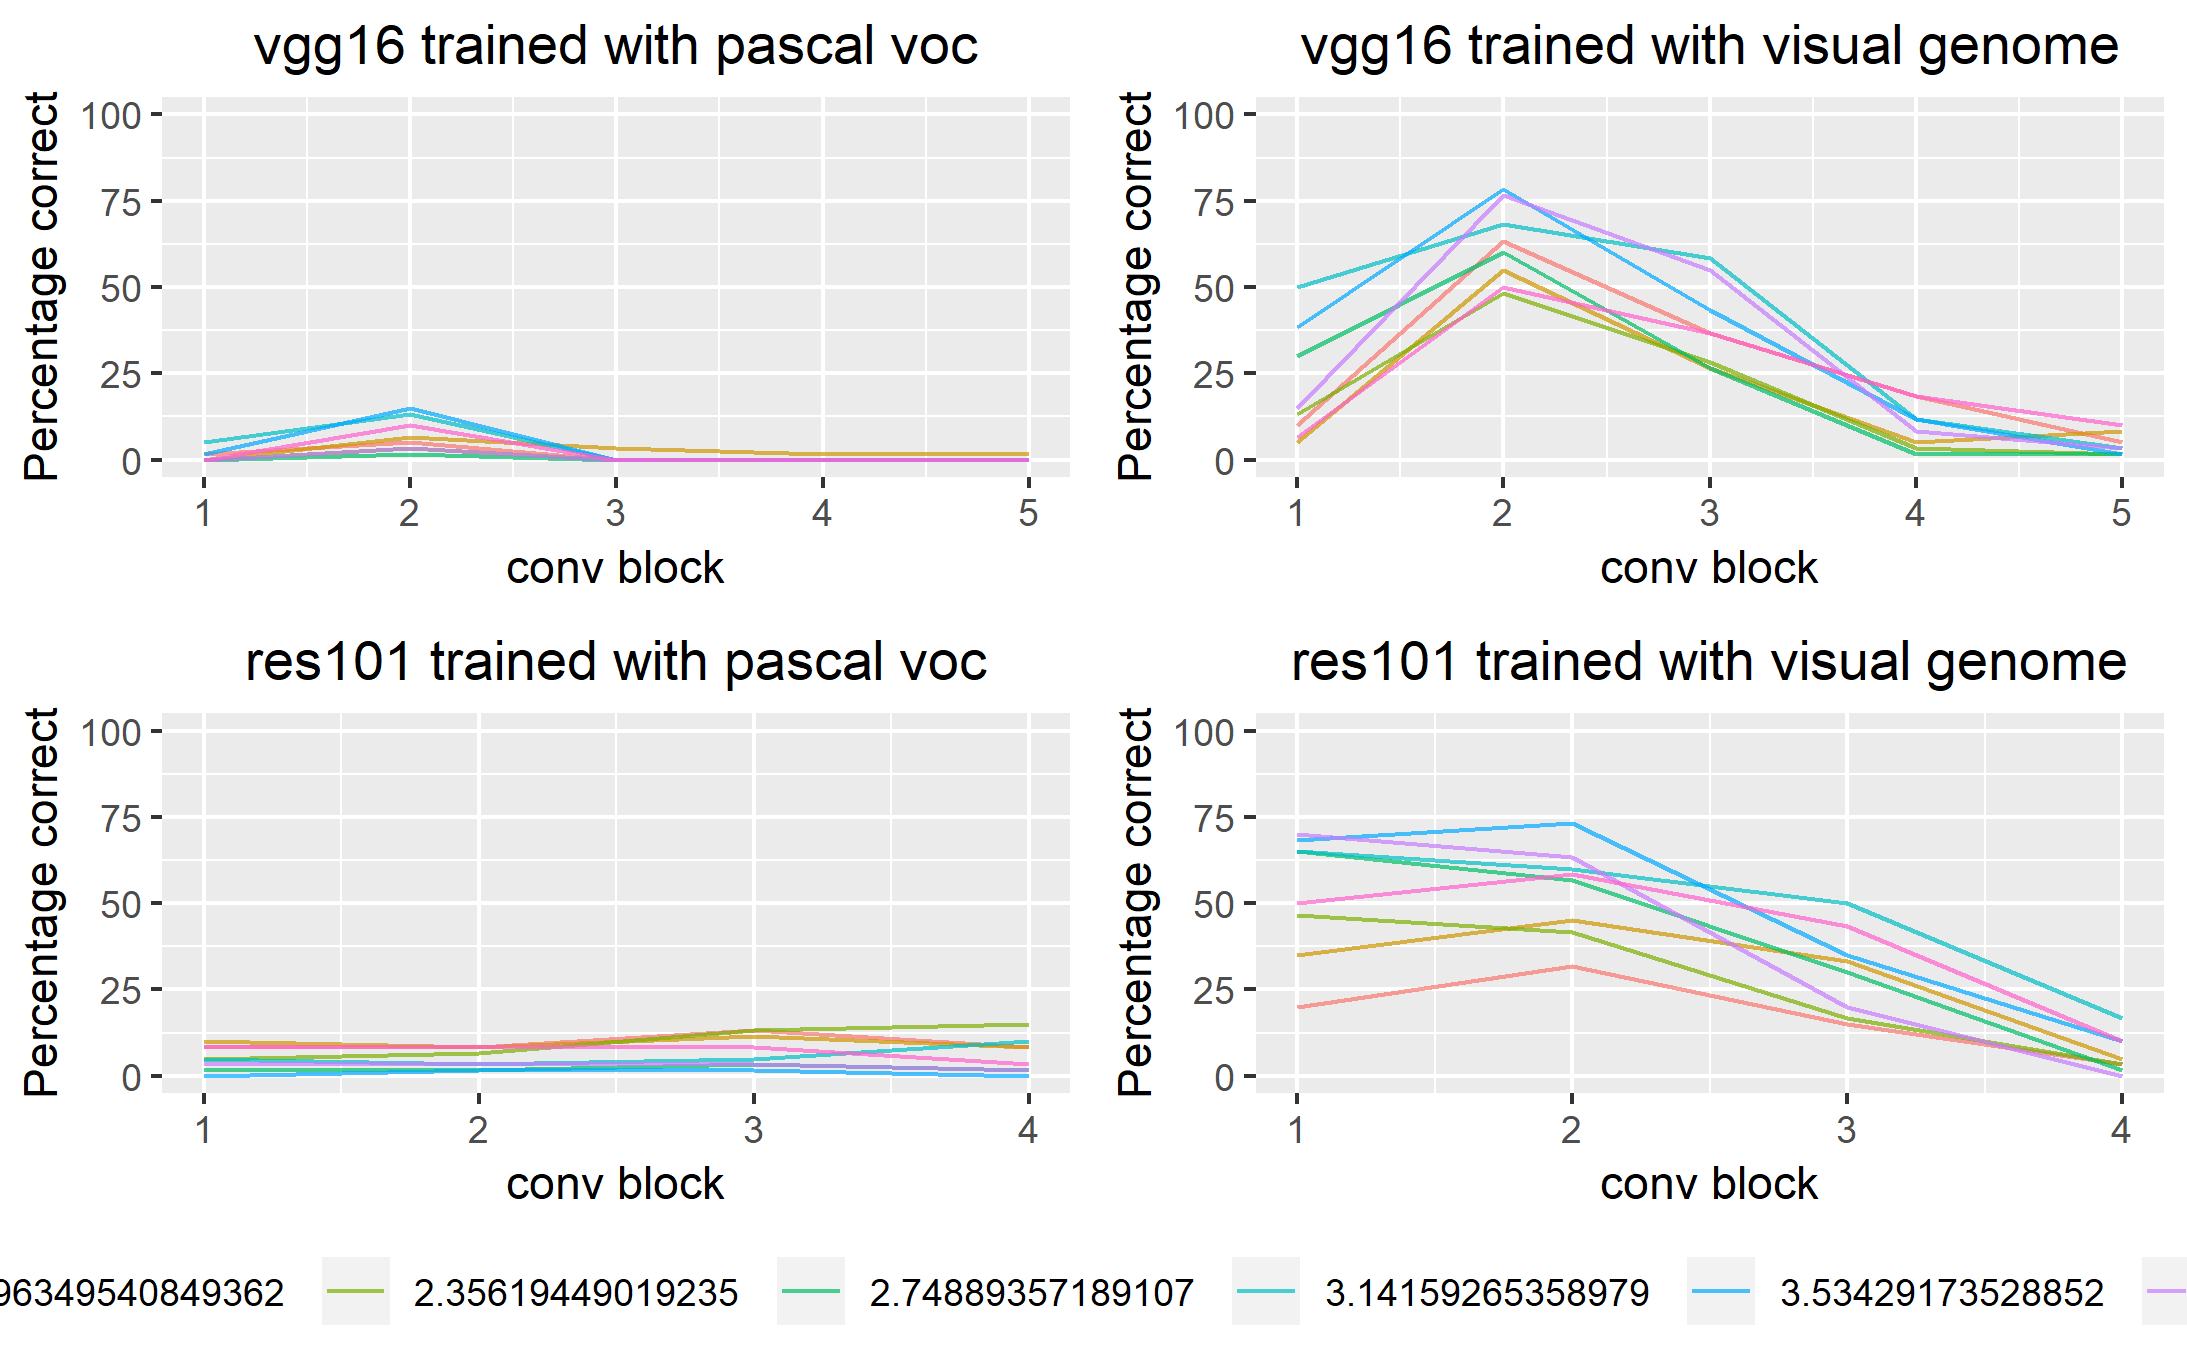 vgg16 trained with pascal voc
Percentage correct
100
75
50
25
0
1 2 3 4 5
conv block
vgg16 trained with visual genome
Percentage correct
100
75
50
25
0
1 2 3 4 5
conv block
res101 trained with pascal voc
Percentage correct
100
75
50
25
0
1 2 3 4
conv block
res101 trained with visual genome
Percentage correct
100
75
50
25
0
1 2 3 4
conv block
96349540849362 2.35619449019235 2.74889357189107 3.14159265358979 3.53429173528852